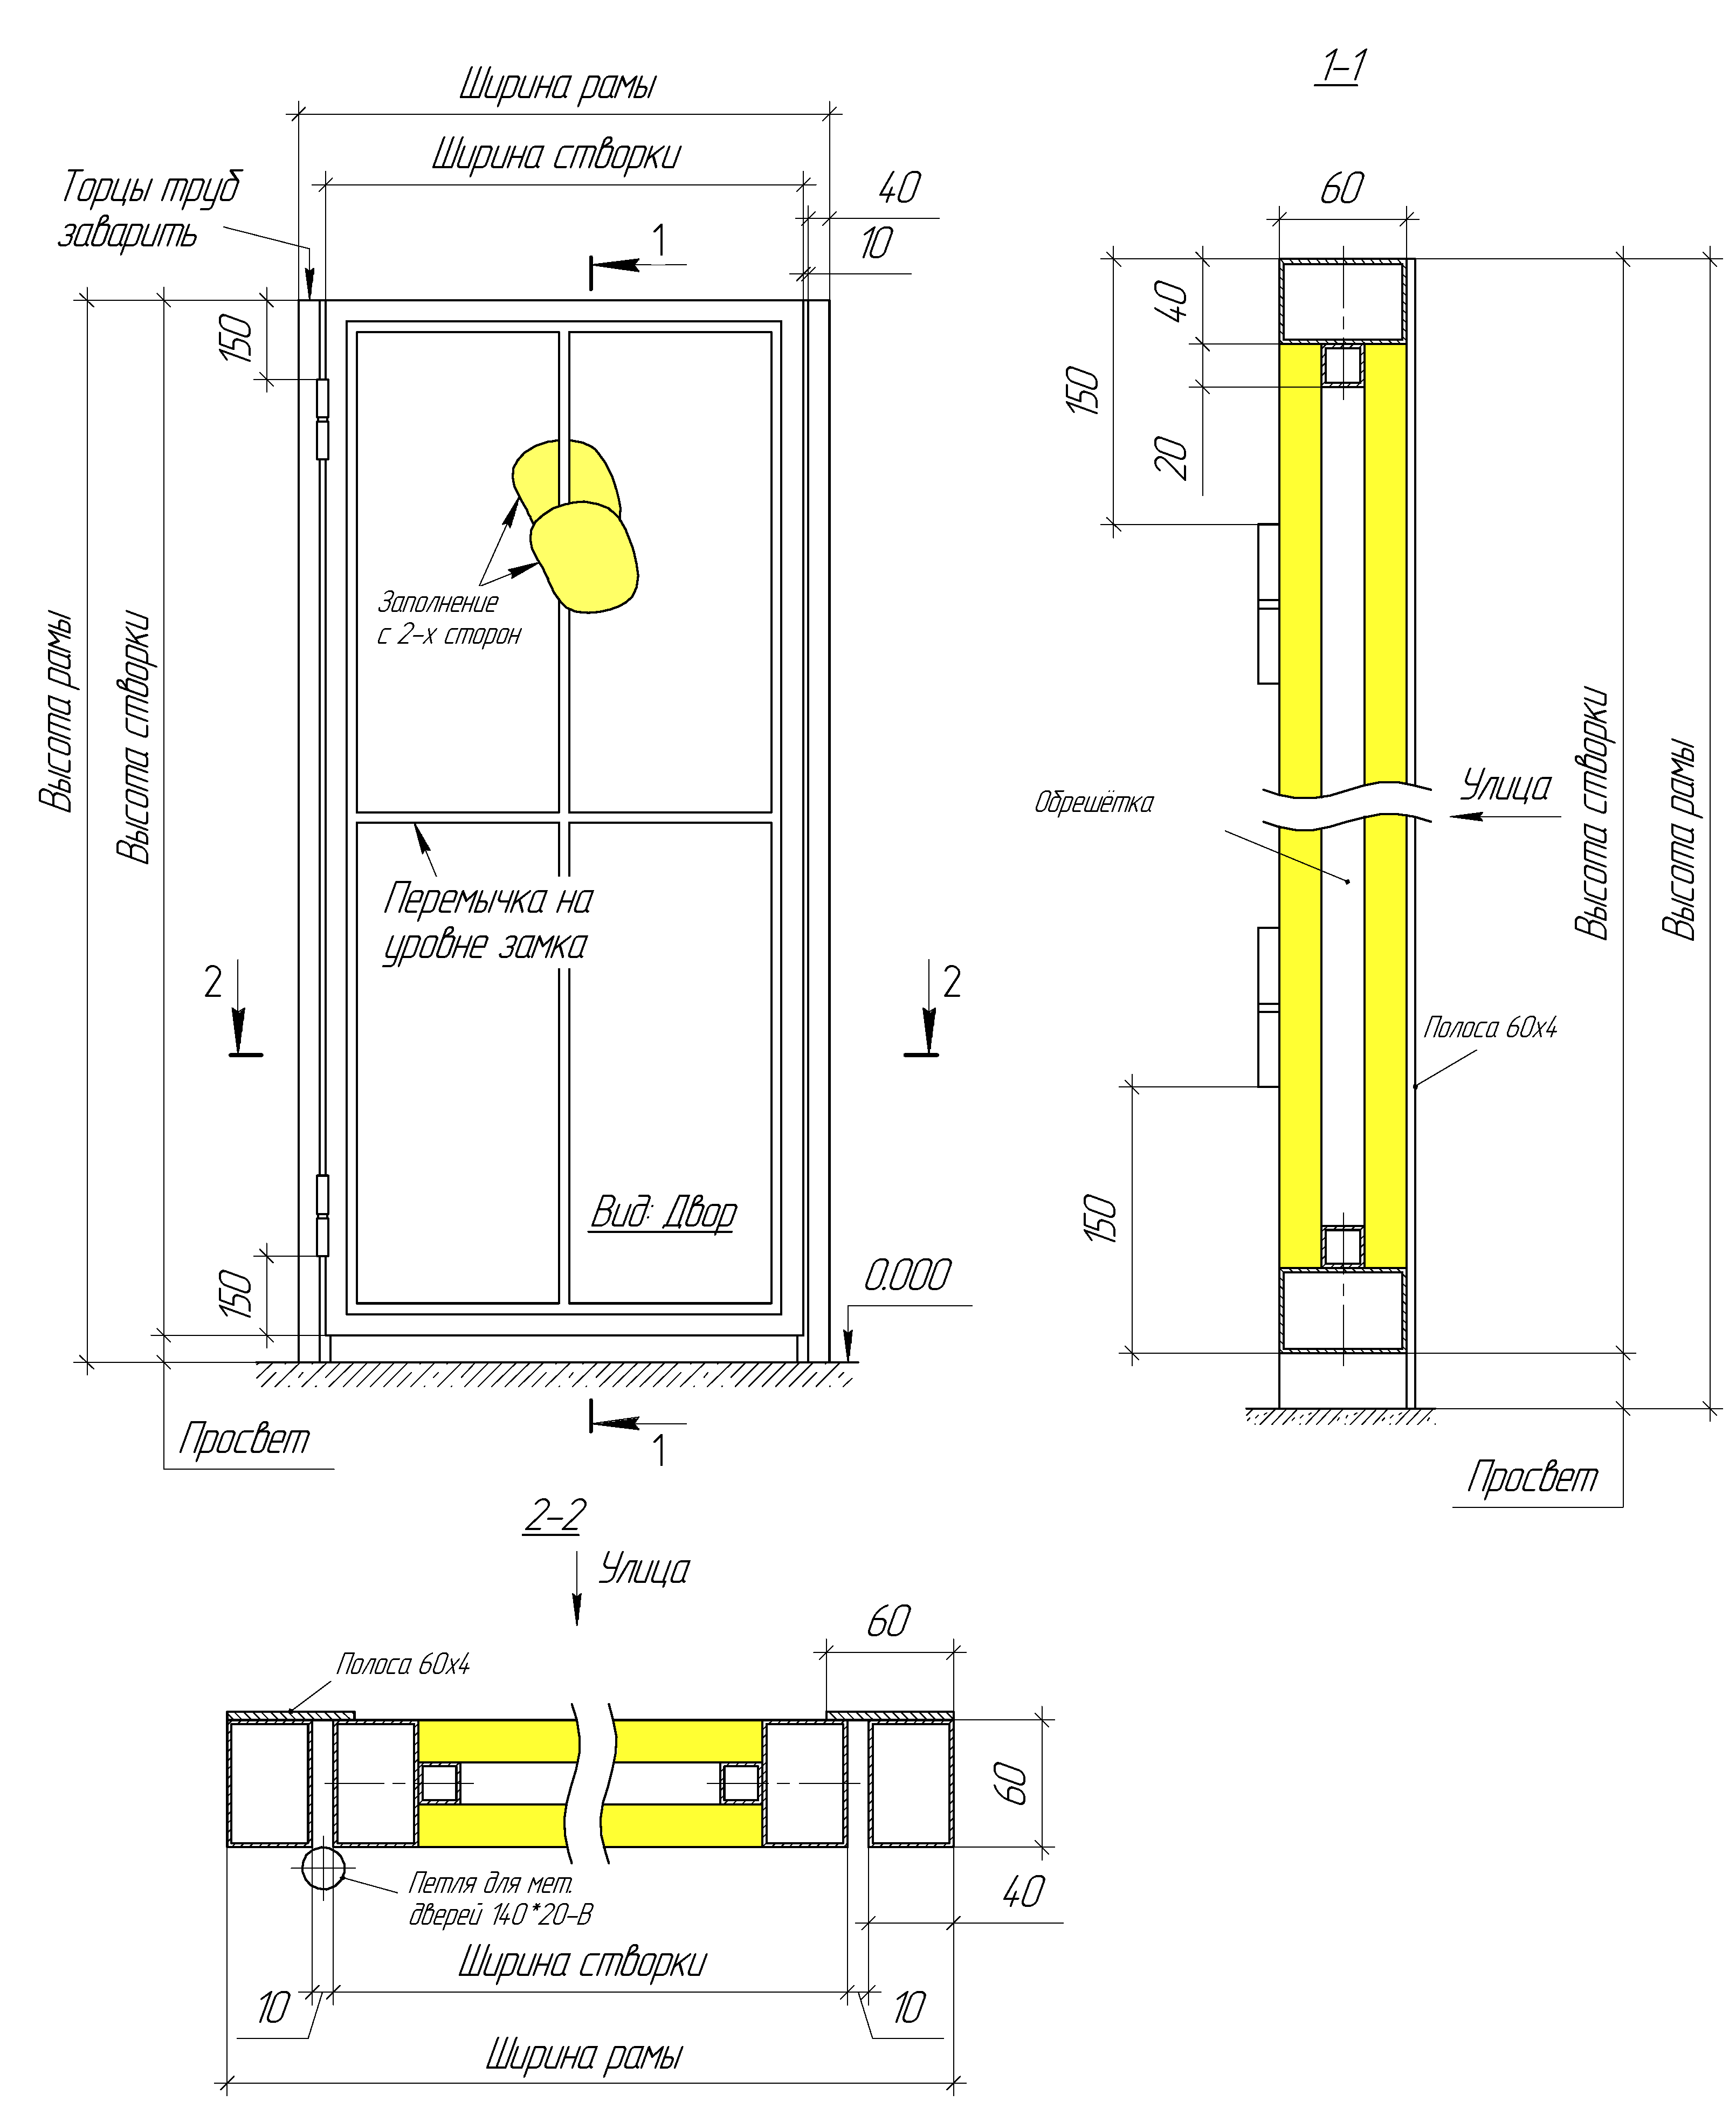 Ширина рамы
1-1
Ширина створки
Торцы труб
заварить
40
10
60
1
150
40
150
20
Заполнение
с 2-х сторон
Высота рамы
Высота створки
Обрешётка
Улица
Высота створки
Высота рамы
Перемычка на
уровне замка
2
2
Полоса 60х4
Вид: Двор
150
0.000
150
Просвет
1
Просвет
2-2
Улица
60
Полоса 60х4
60
Петля для мет.
дверей 140*20-В
40
Ширина створки
10
10
Ширина рамы